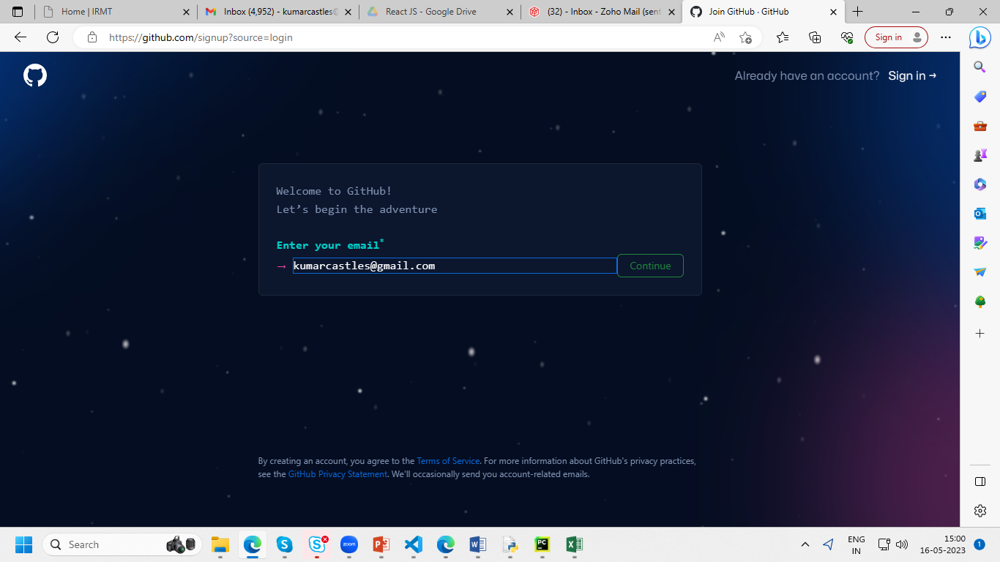 Home | IRMT
Inbox (4,952) - kumarcastles@
React JS - Google Drive
(32) - Inbox - Zoho Mail (sent
Join GitHub · GitHub
https://github.com/signup?source=login
Sign in
Already have an account? Sign in →
Welcome to GitHub!
Let’s begin the adventure
Enter your email*
→ kumarcastles@gmail.com Continue
By creating an account, you agree to the Terms of Service. For more information about GitHub's privacy practices,
see the GitHub Privacy Statement. We'll occasionally send you account-related emails.
Search
zoom
PC
ENG
IN
15:00
16-05-2023
1